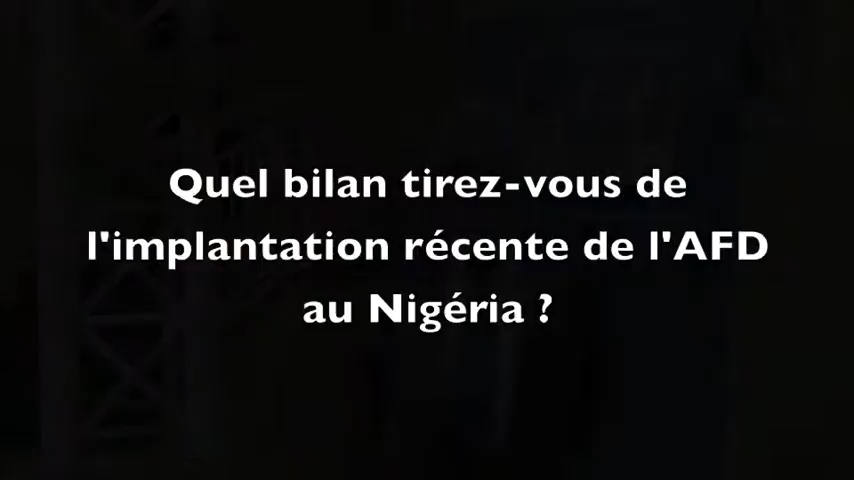 Quel bilan tirez-vous de
l'implantation récente de l'AFD
au Nigéria ?